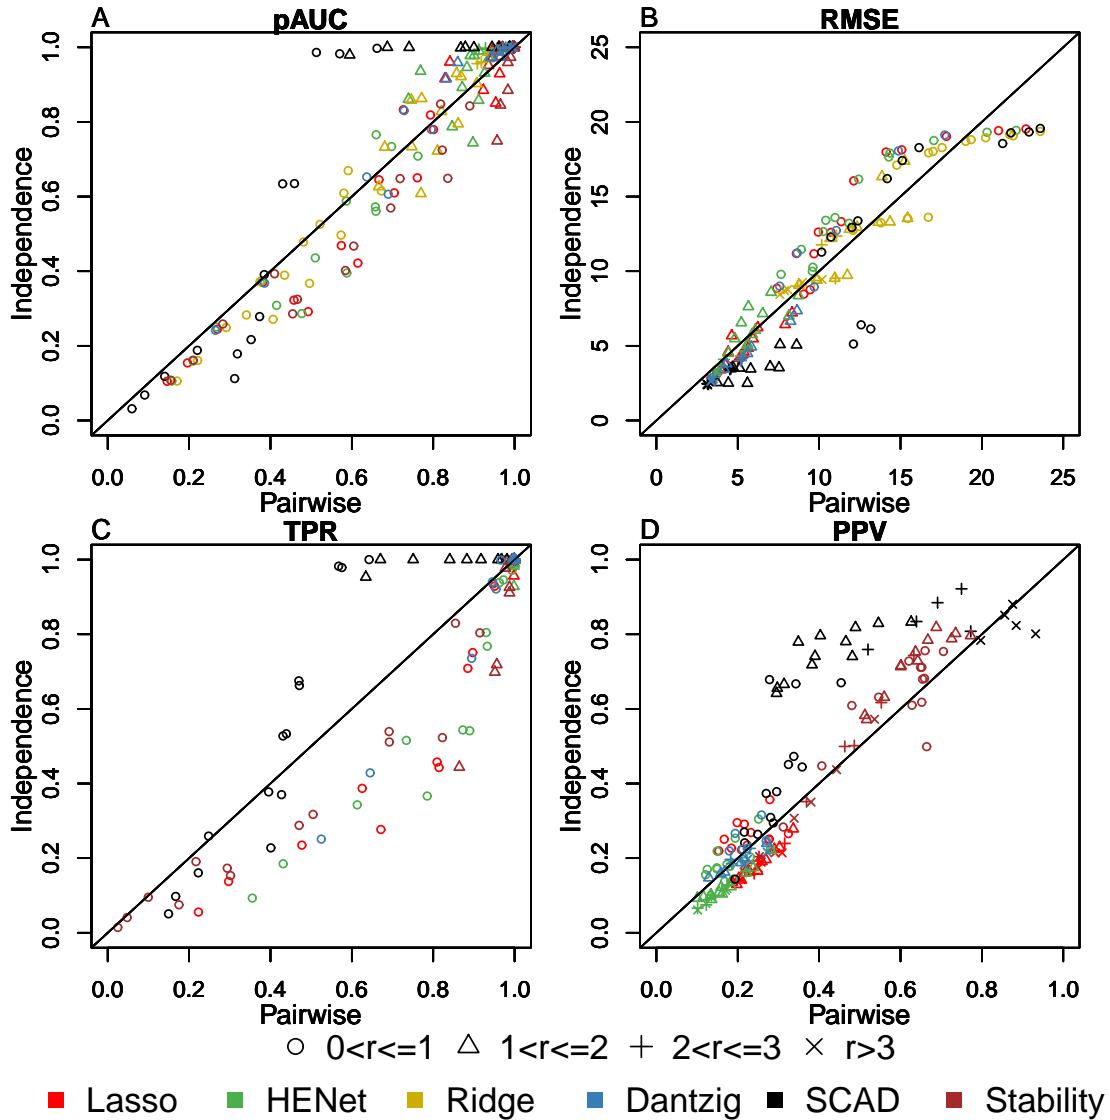 A pAUC
B RMSE
1.0
0.8
0.6
0.4
0.2
0.0
Independence
0.0 0.2 0.4 0.6 0.8 1.0
Pairwise
25
20
15
10
5
0
Independence
0 5 10 15 20 25
Pairwise
C TPR
D PPV
1.0
0.8
0.6
0.4
0.2
0.0
Independence
0.0 0.2 0.4 0.6 0.8 1.0
Pairwise
1.0
0.8
0.6
0.4
0.2
0.0
Independence
0.0 0.2 0.4 0.6 0.8 1.0
Pairwise
0<r<=1 1<r<=2 2<r<=3 r>3
Lasso HENet Ridge Dantzig SCAD Stability